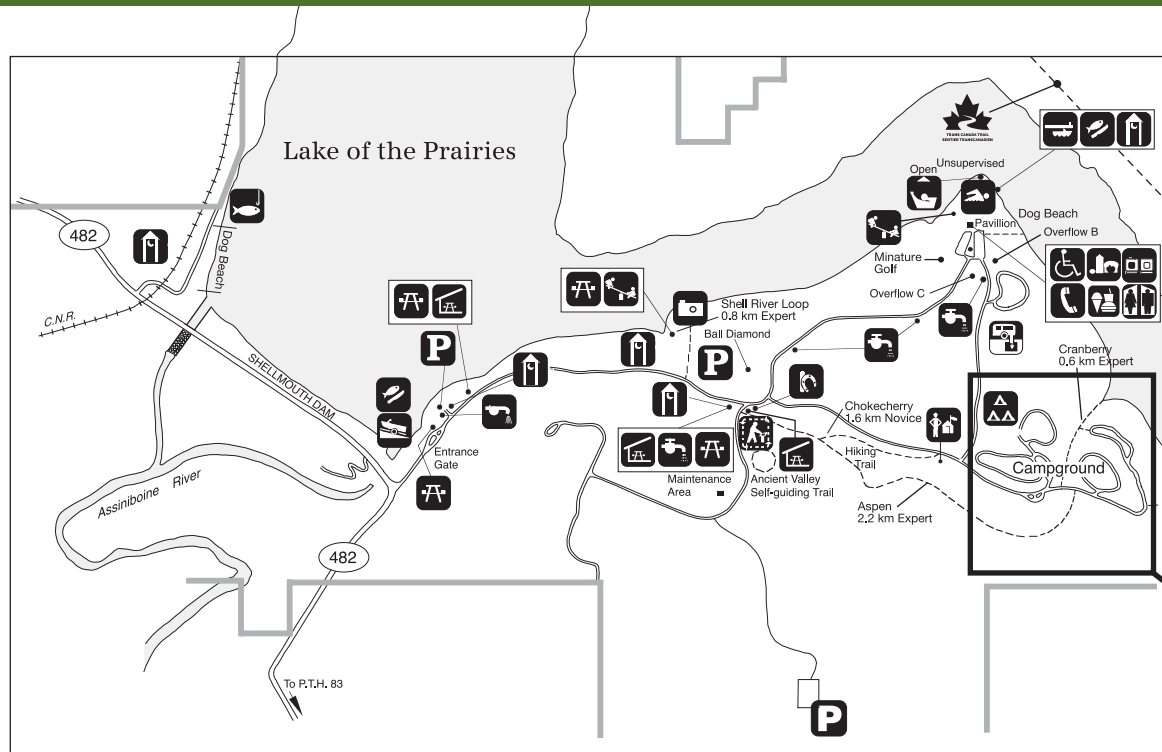 Lake of the Prairies
TRANS CANADA TRAIL
SENTIER TRANSCANADIEN
Unsupervised
Open
Dog Beach
Pavillion
Overflow B
Minature
Golf
Overflow C
482
Dog Beach
C.N.R.
Shell River Loop
0.8 km Expert
Ball Diamond
P
P
Cranberry
0.6 km Expert
SHELLMOUTH DAM
Chokecherry
1.6 km Novice
Entrance
Gate
Hiking
Trail
Campground
Maintenance
Area
Ancient Valley
Self-guiding Trail
Assiniboine River
Aspen
2.2 km Expert
482
To P.T.H. 83
P